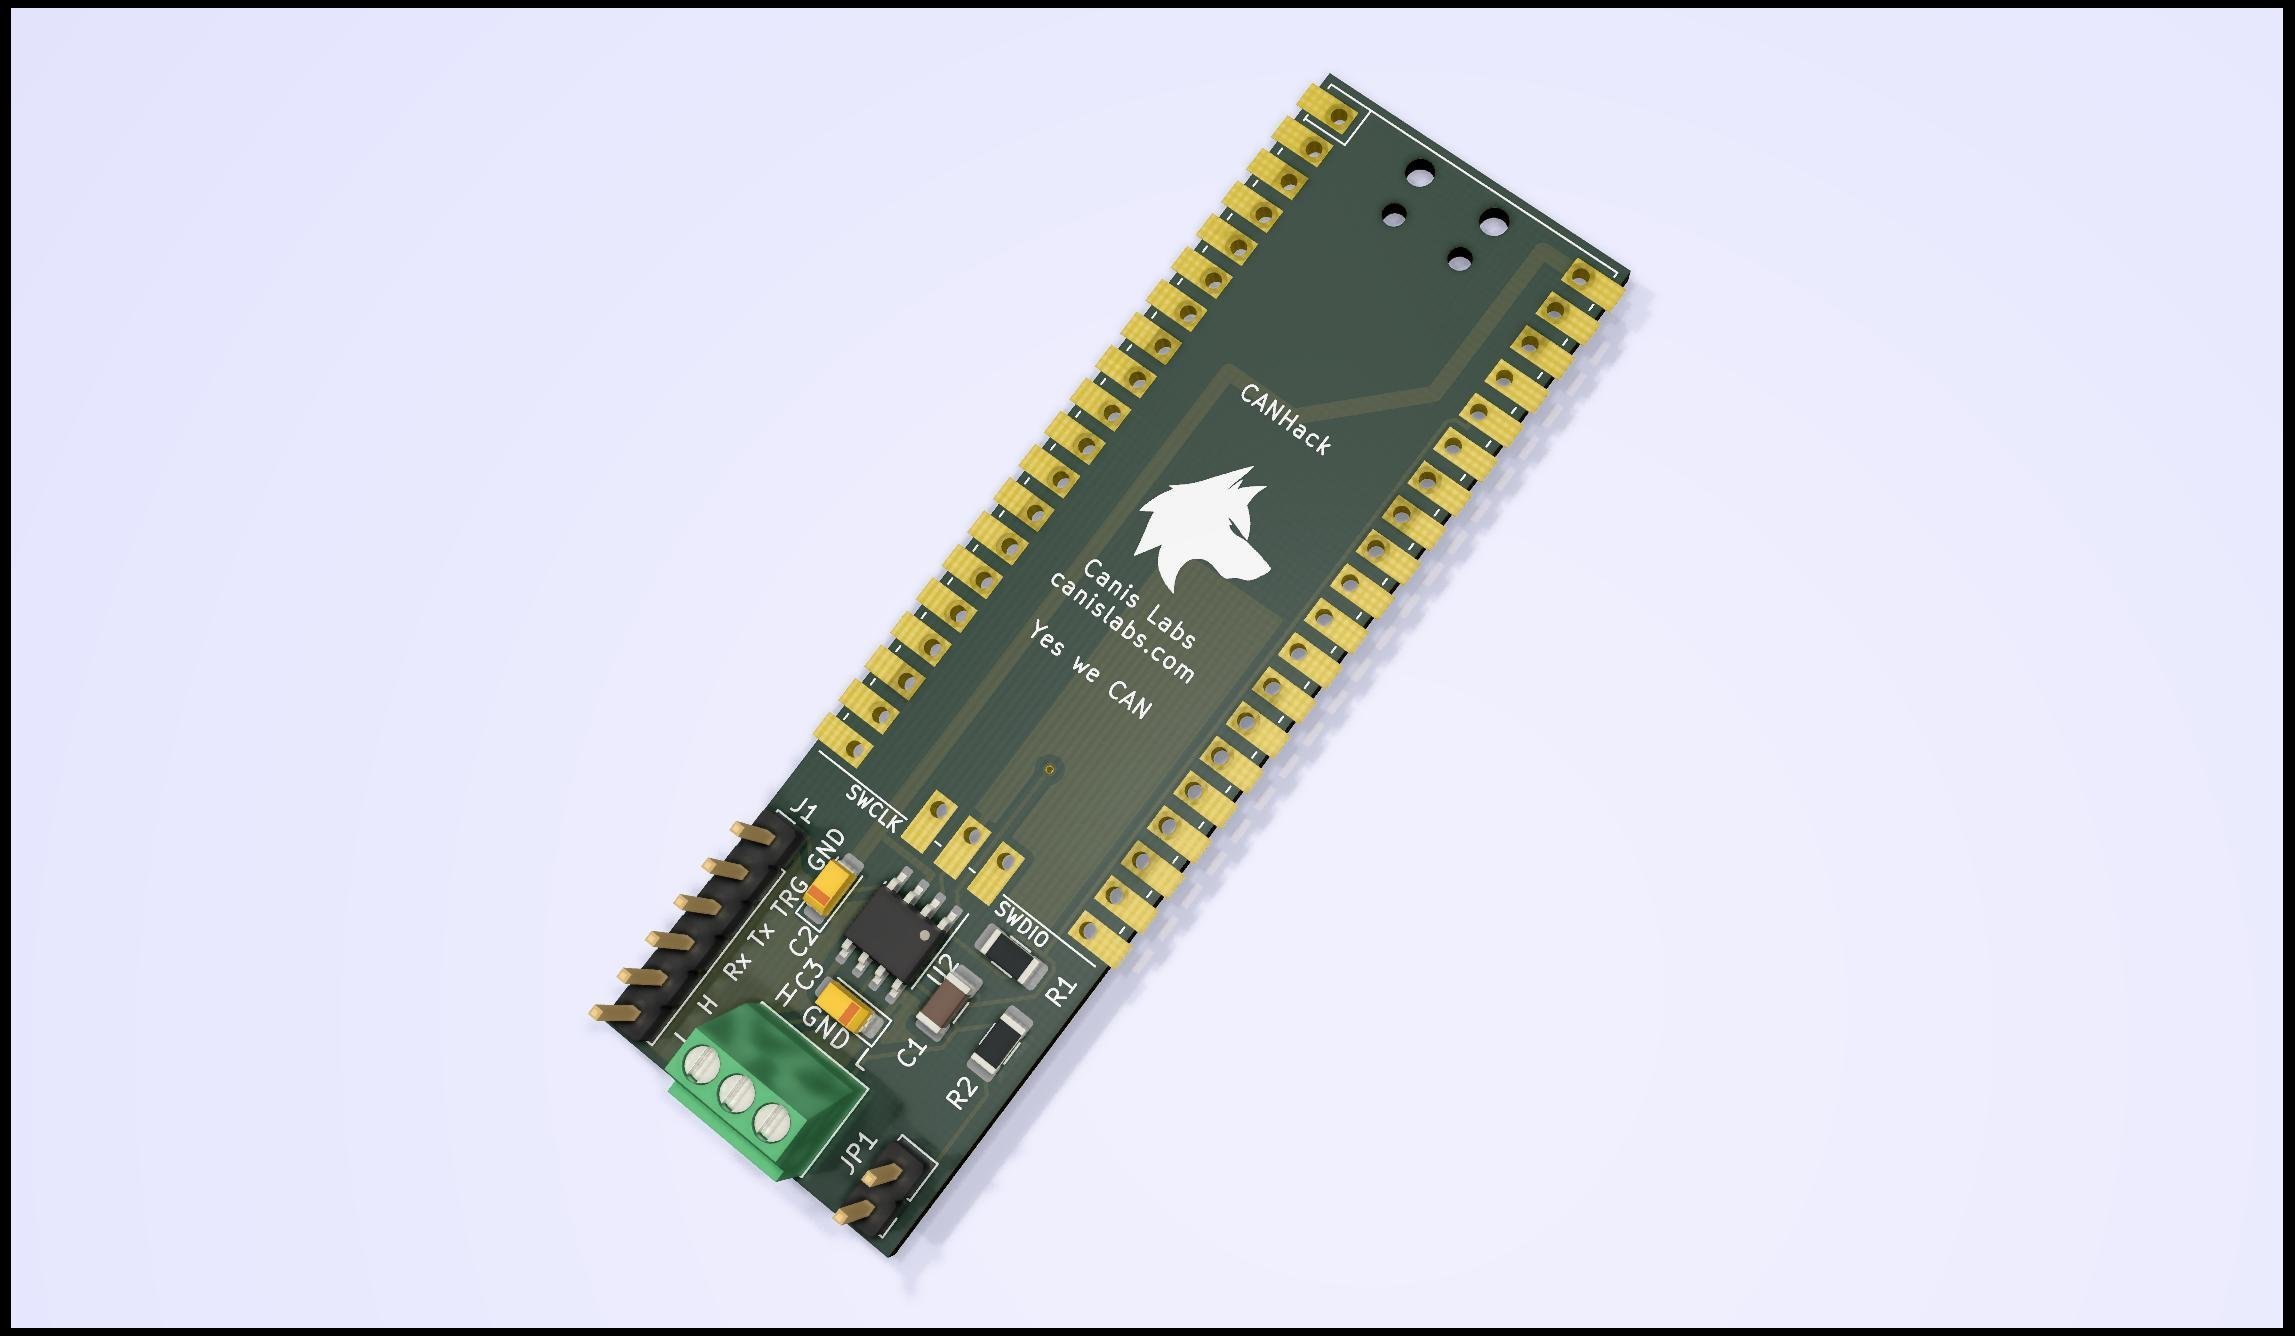 CANHack
Canis Labs
canislabs.com
Yes we CAN
SWCLK
SWDIO
J1
GND
TRG
Tx
Rx
H
L
C2
C3
H
GND
L
U2
C1
R1
R2
JP1